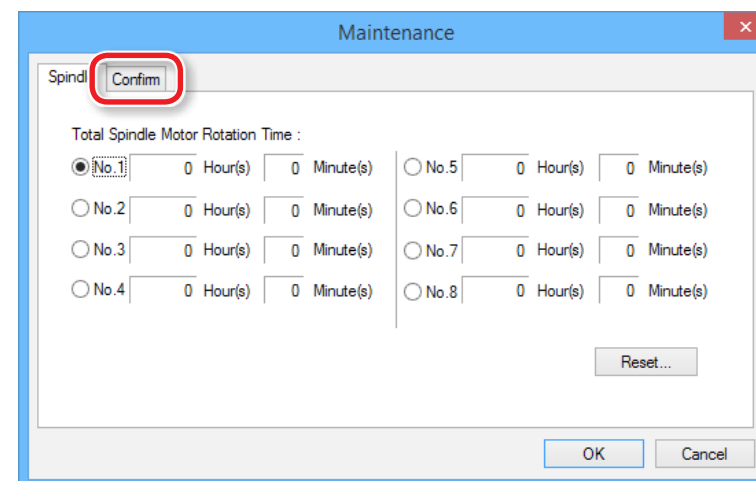 Maintenance
Spindl Confirm
Total Spindle Motor Rotation Time :
No.1 0 Hour(s) 0 Minute(s) No.5 0 Hour(s) 0 Minute(s)
No.2 0 Hour(s) 0 Minute(s) No.6 0 Hour(s) 0 Minute(s)
No.3 0 Hour(s) 0 Minute(s) No.7 0 Hour(s) 0 Minute(s)
No.4 0 Hour(s) 0 Minute(s) No.8 0 Hour(s) 0 Minute(s)
Reset...
OK Cancel